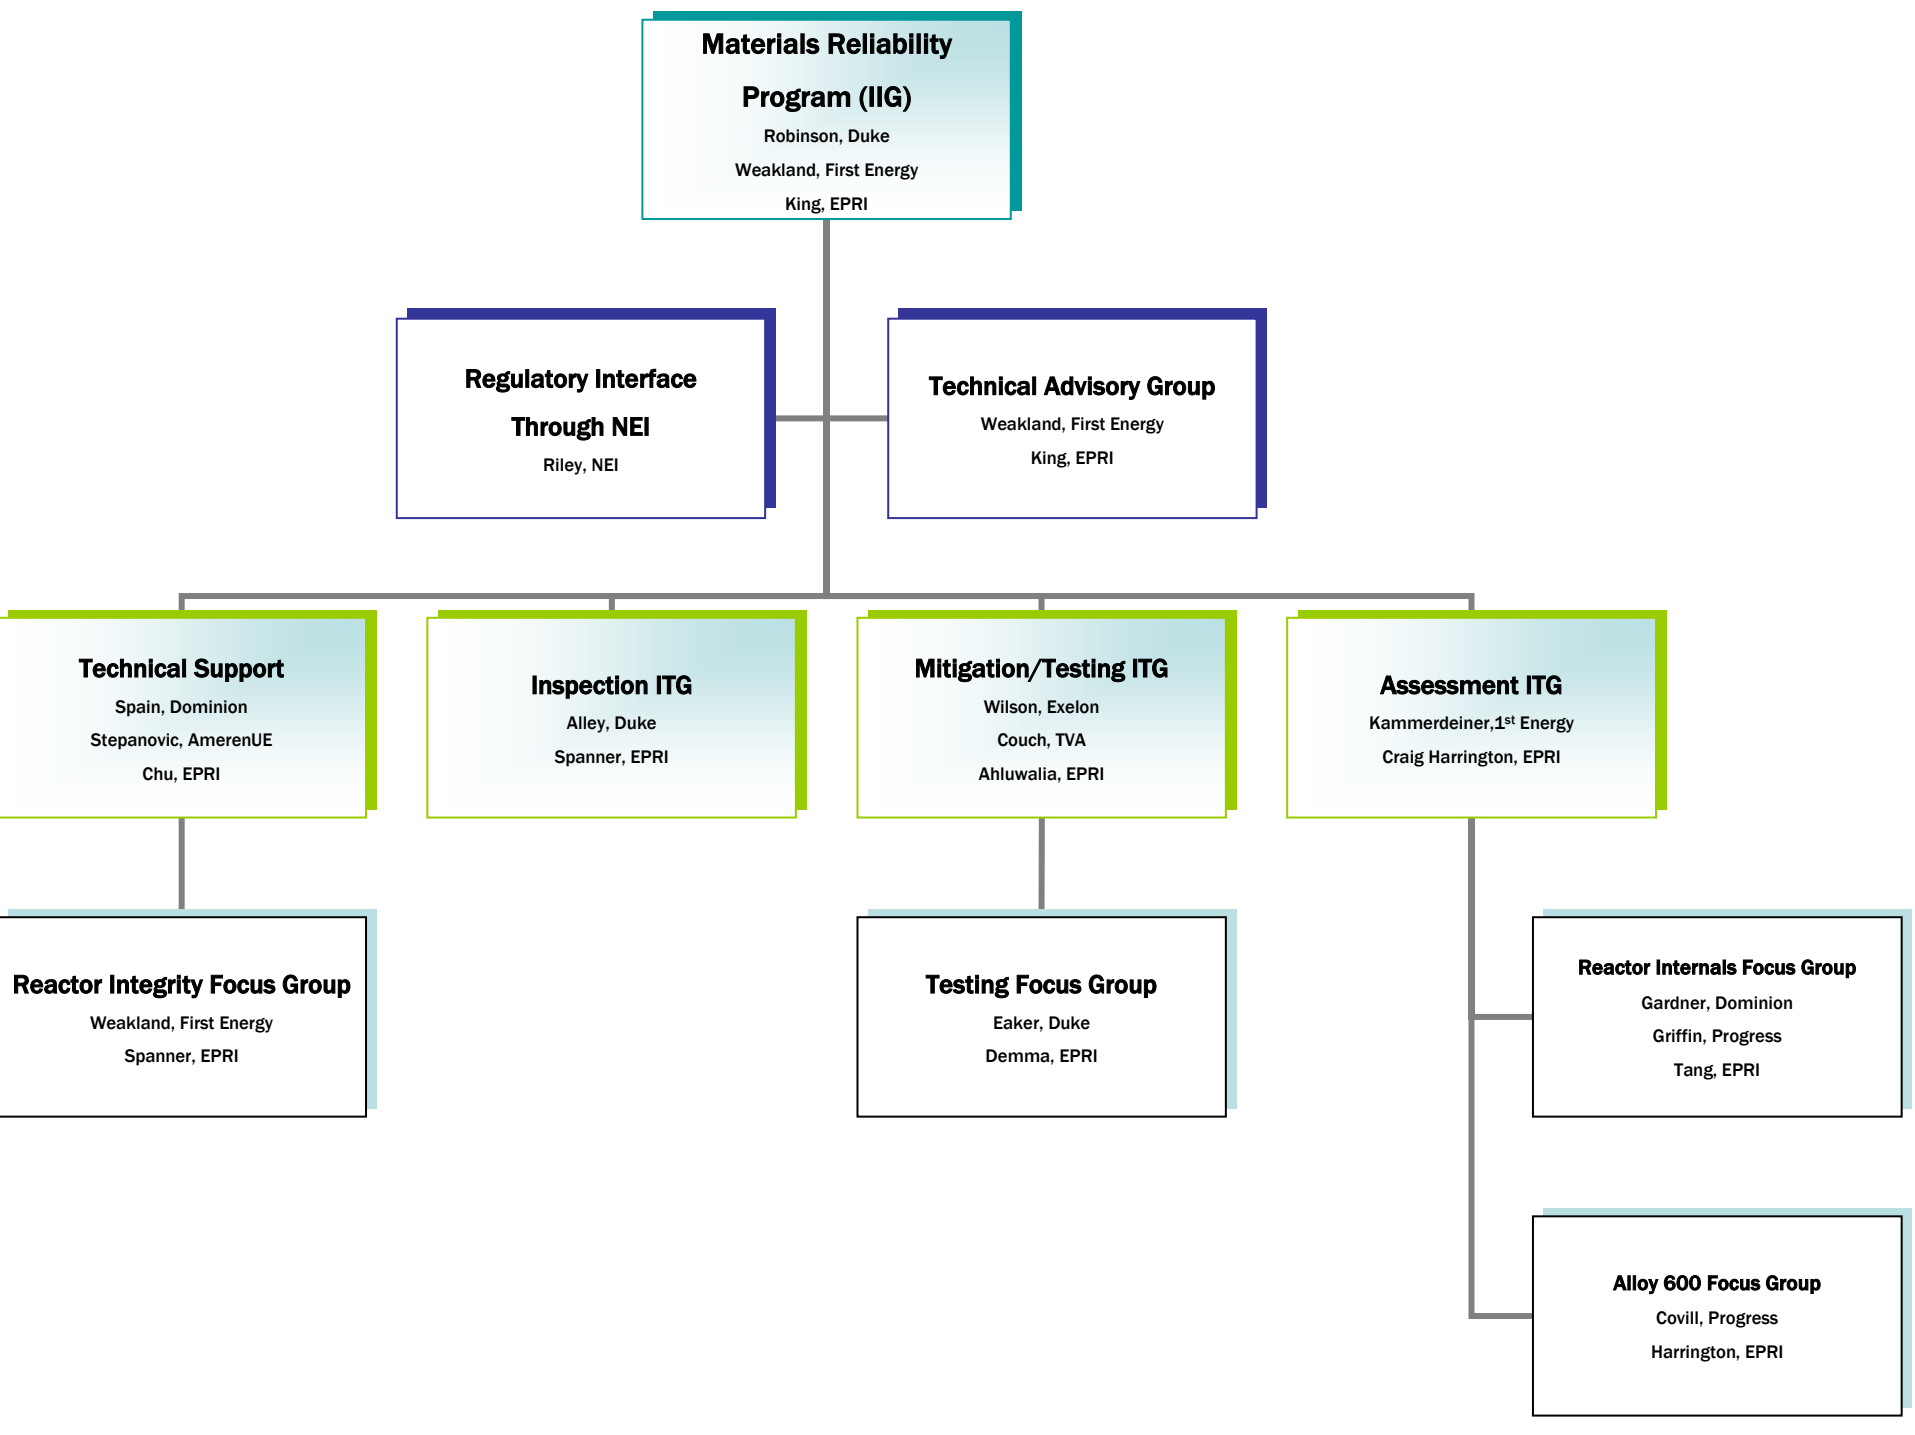 Materials Reliability
Program (IIG)
Robinson, Duke
Weakland, First Energy
King, EPRI
Regulatory Interface
Through NEI
Riley, NEI
Technical Advisory Group
Weakland, First Energy
King, EPRI
Technical Support
Spain, Dominion
Stepanovic, AmerenUE
Chu, EPRI
Inspection ITG
Alley, Duke
Spanner, EPRI
Mitigation/Testing ITG
Wilson, Exelon
Couch, TVA
Ahluwalia, EPRI
Assessment ITG
Kammerdeiner,1st Energy
Craig Harrington, EPRI
Reactor Integrity Focus Group
Weakland, First Energy
Spanner, EPRI
Testing Focus Group
Eaker, Duke
Demma, EPRI
Reactor Internals Focus Group
Gardner, Dominion
Griffin, Progress
Tang, EPRI
Alloy 600 Focus Group
Covill, Progress
Harrington, EPRI